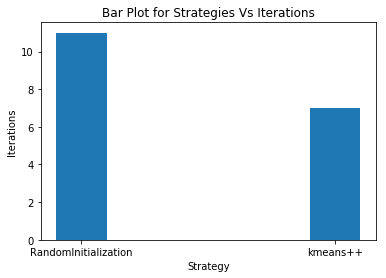 Bar Plot for Strategies Vs Iterations
10
8
6
4
2
0
Iterations
RandomInitialization kmeans++
Strategy